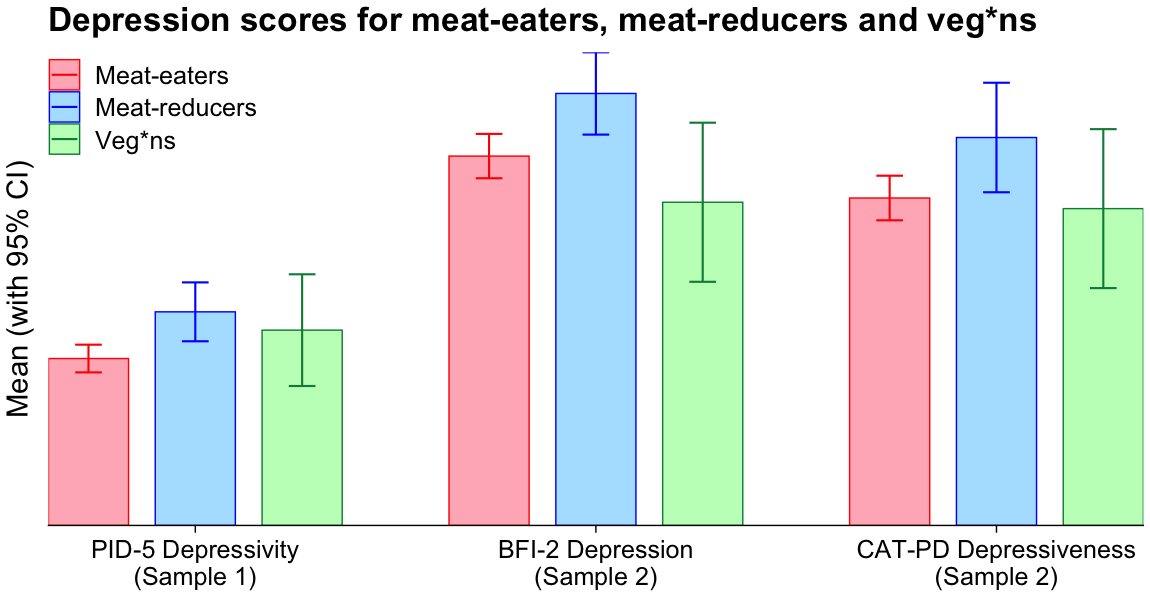 Depression scores for meat-eaters, meat-reducers and veg*ns
Meat-eaters
Meat-reducers
Veg*ns
Mean (with 95% CI)
PID-5 Depressivity
(Sample 1)
BFI-2 Depression
(Sample 2)
CAT-PD Depressiveness
(Sample 2)